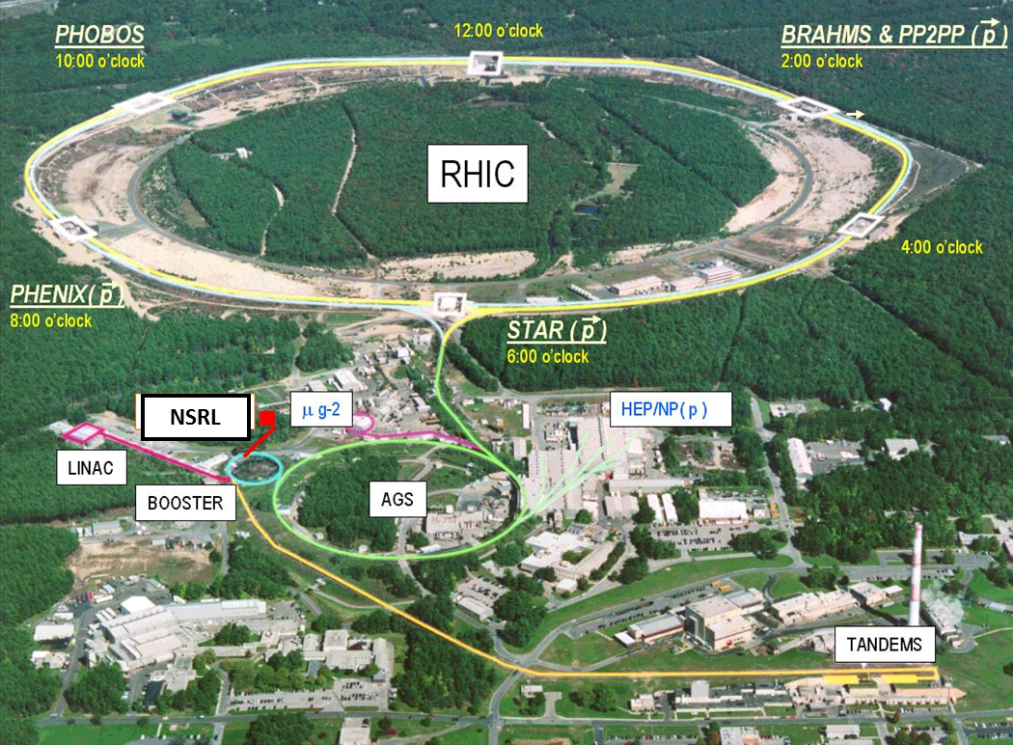 PHOBOS
10:00 o'clock
12:00 o'clock
BRAHMS & PP2PP (p)
2:00 o'clock
RHIC
4:00 o'clock
PHENIX(p)
8:00 o'clock
STAR (p)
6:00 o'clock
NSRL
μ g-2
HEP/NP( p )
LINAC
BOOSTER
AGS
TANDEMS